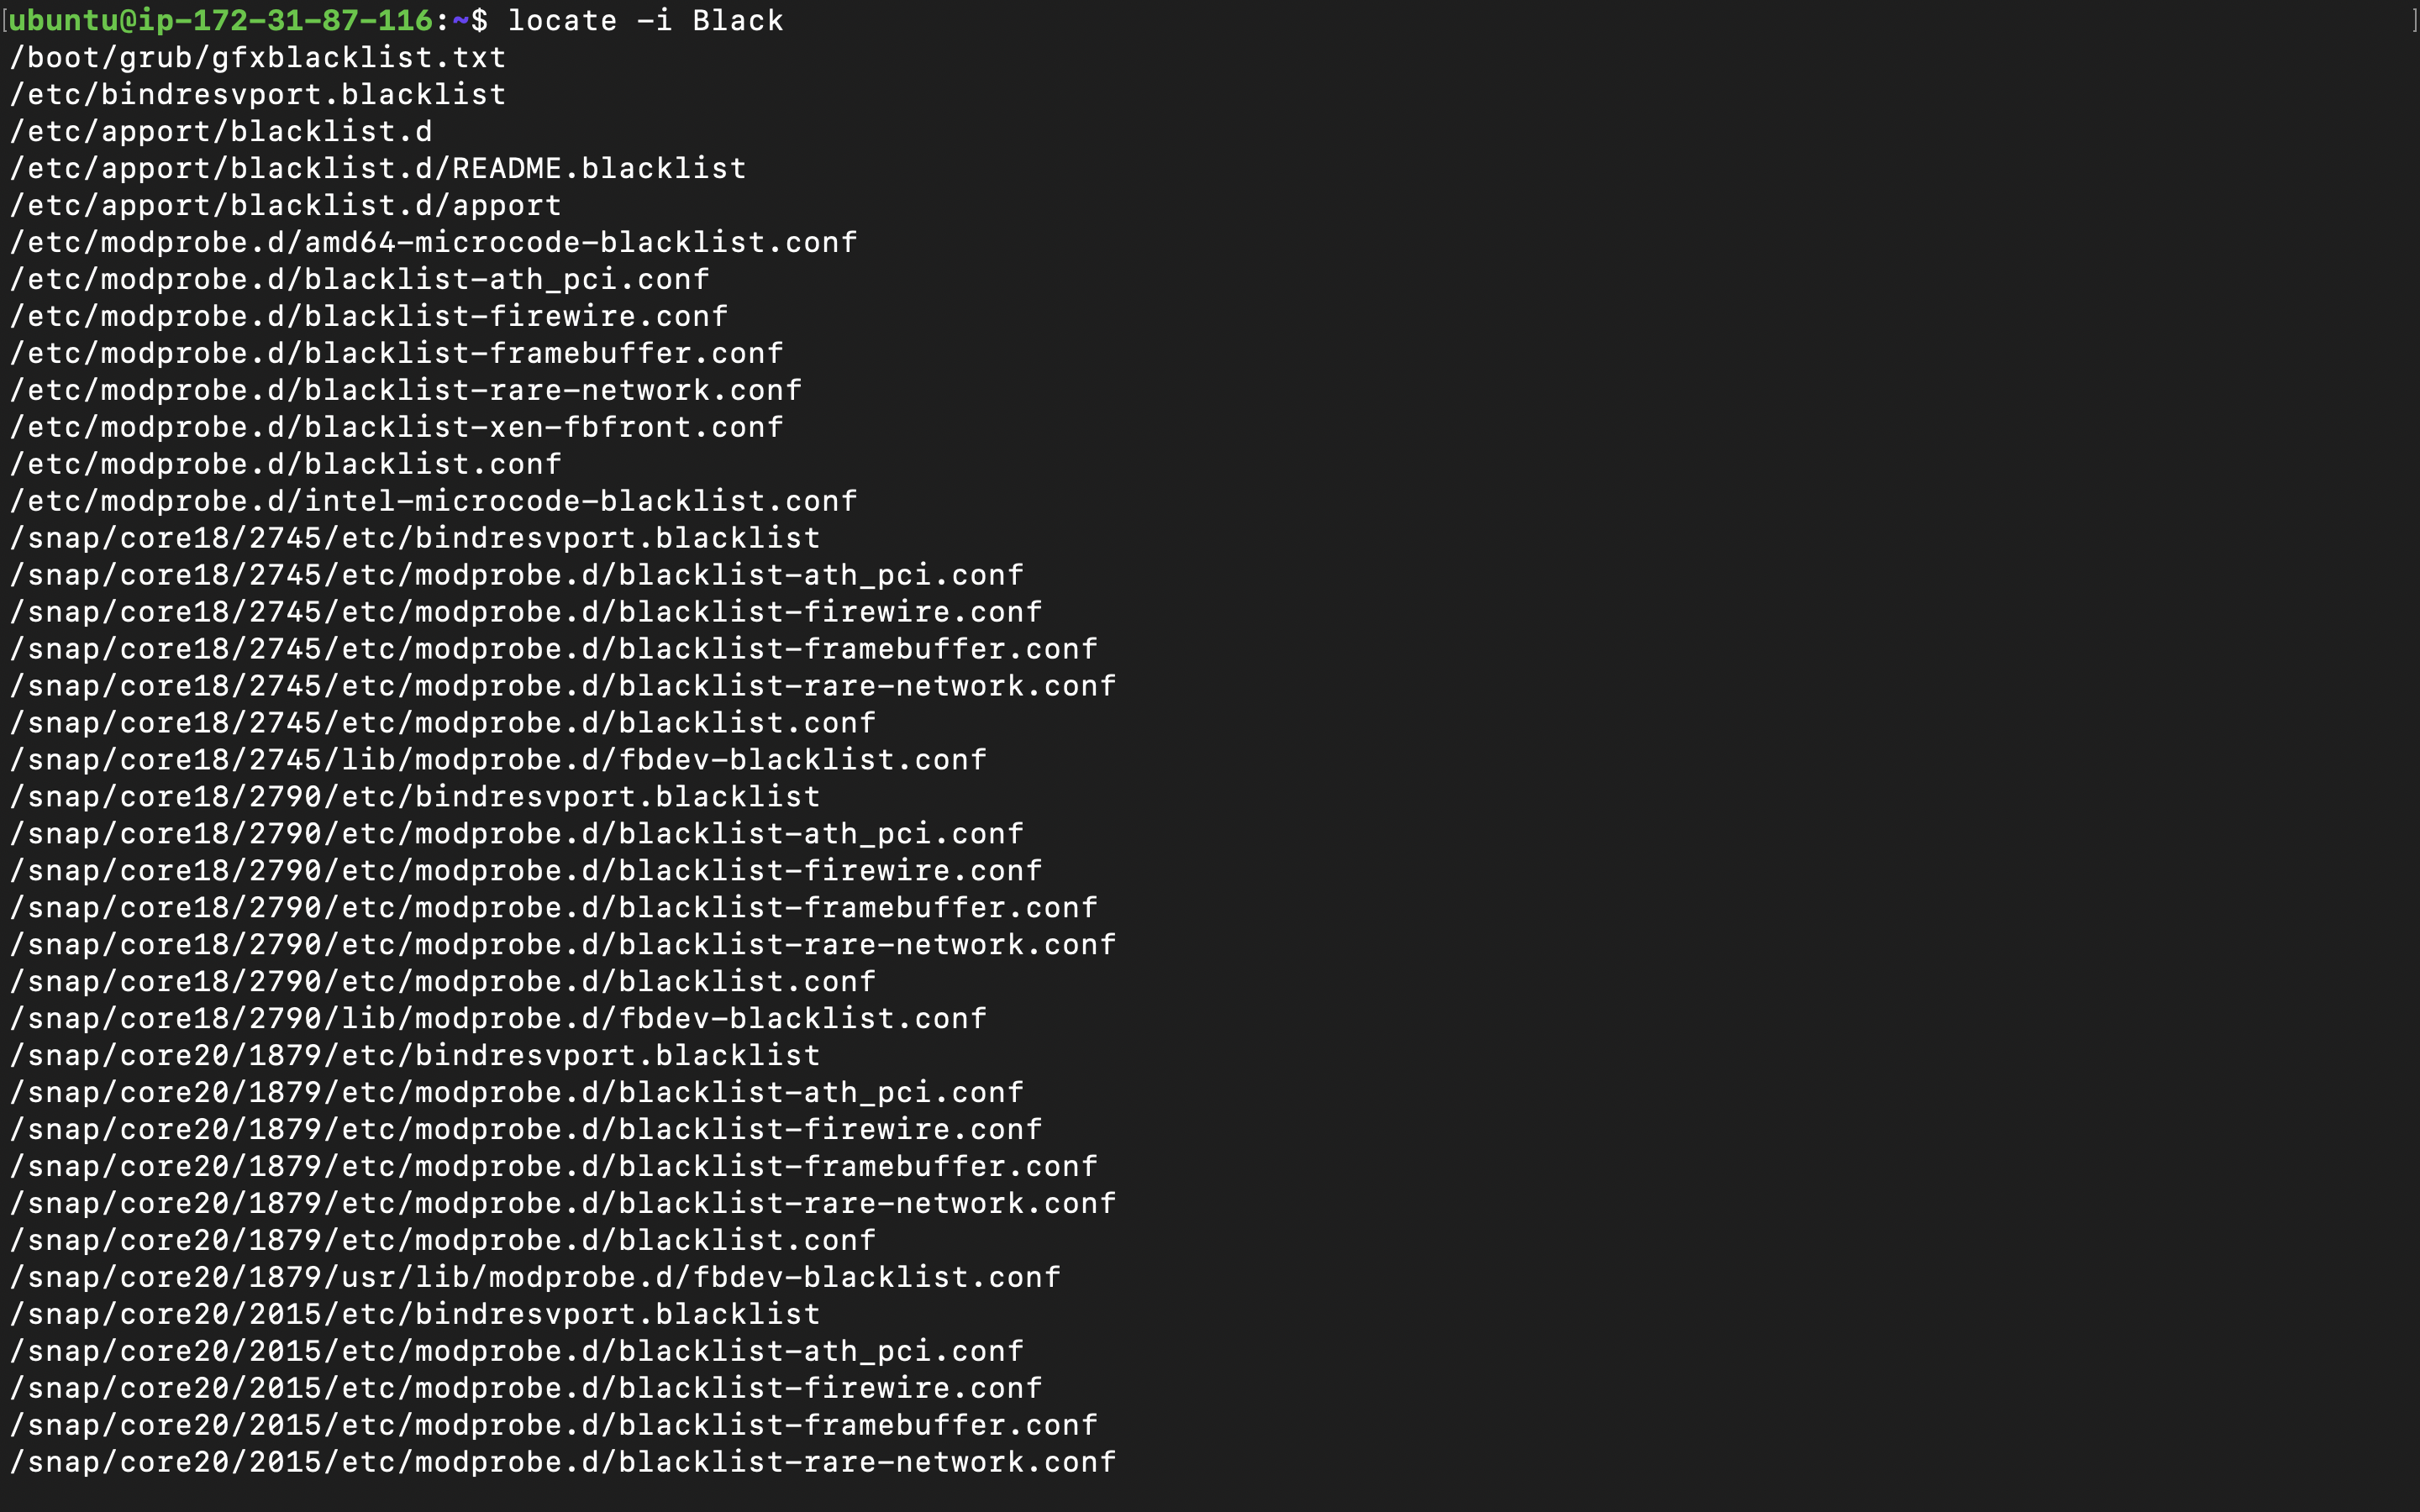 [ubuntu@ip-172-31-87-116:~$ locate -i Black ]
/boot/grub/gfxblacklist.txt
/etc/bindresvport.blacklist
/etc/apport/blacklist.d
/etc/apport/blacklist.d/README.blacklist
/etc/apport/blacklist.d/apport
/etc/modprobe.d/amd64-microcode-blacklist.conf
/etc/modprobe.d/blacklist-ath_pci.conf
/etc/modprobe.d/blacklist-firewire.conf
/etc/modprobe.d/blacklist-framebuffer.conf
/etc/modprobe.d/blacklist-rare-network.conf
/etc/modprobe.d/blacklist-xen-fbfront.conf
/etc/modprobe.d/blacklist.conf
/etc/modprobe.d/intel-microcode-blacklist.conf
/snap/core18/2745/etc/bindresvport.blacklist
/snap/core18/2745/etc/modprobe.d/blacklist-ath_pci.conf
/snap/core18/2745/etc/modprobe.d/blacklist-firewire.conf
/snap/core18/2745/etc/modprobe.d/blacklist-framebuffer.conf
/snap/core18/2745/etc/modprobe.d/blacklist-rare-network.conf
/snap/core18/2745/etc/modprobe.d/blacklist.conf
/snap/core18/2745/lib/modprobe.d/fbdev-blacklist.conf
/snap/core18/2790/etc/bindresvport.blacklist
/snap/core18/2790/etc/modprobe.d/blacklist-ath_pci.conf
/snap/core18/2790/etc/modprobe.d/blacklist-firewire.conf
/snap/core18/2790/etc/modprobe.d/blacklist-framebuffer.conf
/snap/core18/2790/etc/modprobe.d/blacklist-rare-network.conf
/snap/core18/2790/etc/modprobe.d/blacklist.conf
/snap/core18/2790/lib/modprobe.d/fbdev-blacklist.conf
/snap/core20/1879/etc/bindresvport.blacklist
/snap/core20/1879/etc/modprobe.d/blacklist-ath_pci.conf
/snap/core20/1879/etc/modprobe.d/blacklist-firewire.conf
/snap/core20/1879/etc/modprobe.d/blacklist-framebuffer.conf
/snap/core20/1879/etc/modprobe.d/blacklist-rare-network.conf
/snap/core20/1879/etc/modprobe.d/blacklist.conf
/snap/core20/1879/usr/lib/modprobe.d/fbdev-blacklist.conf
/snap/core20/2015/etc/bindresvport.blacklist
/snap/core20/2015/etc/modprobe.d/blacklist-ath_pci.conf
/snap/core20/2015/etc/modprobe.d/blacklist-firewire.conf
/snap/core20/2015/etc/modprobe.d/blacklist-framebuffer.conf
/snap/core20/2015/etc/modprobe.d/blacklist-rare-network.conf